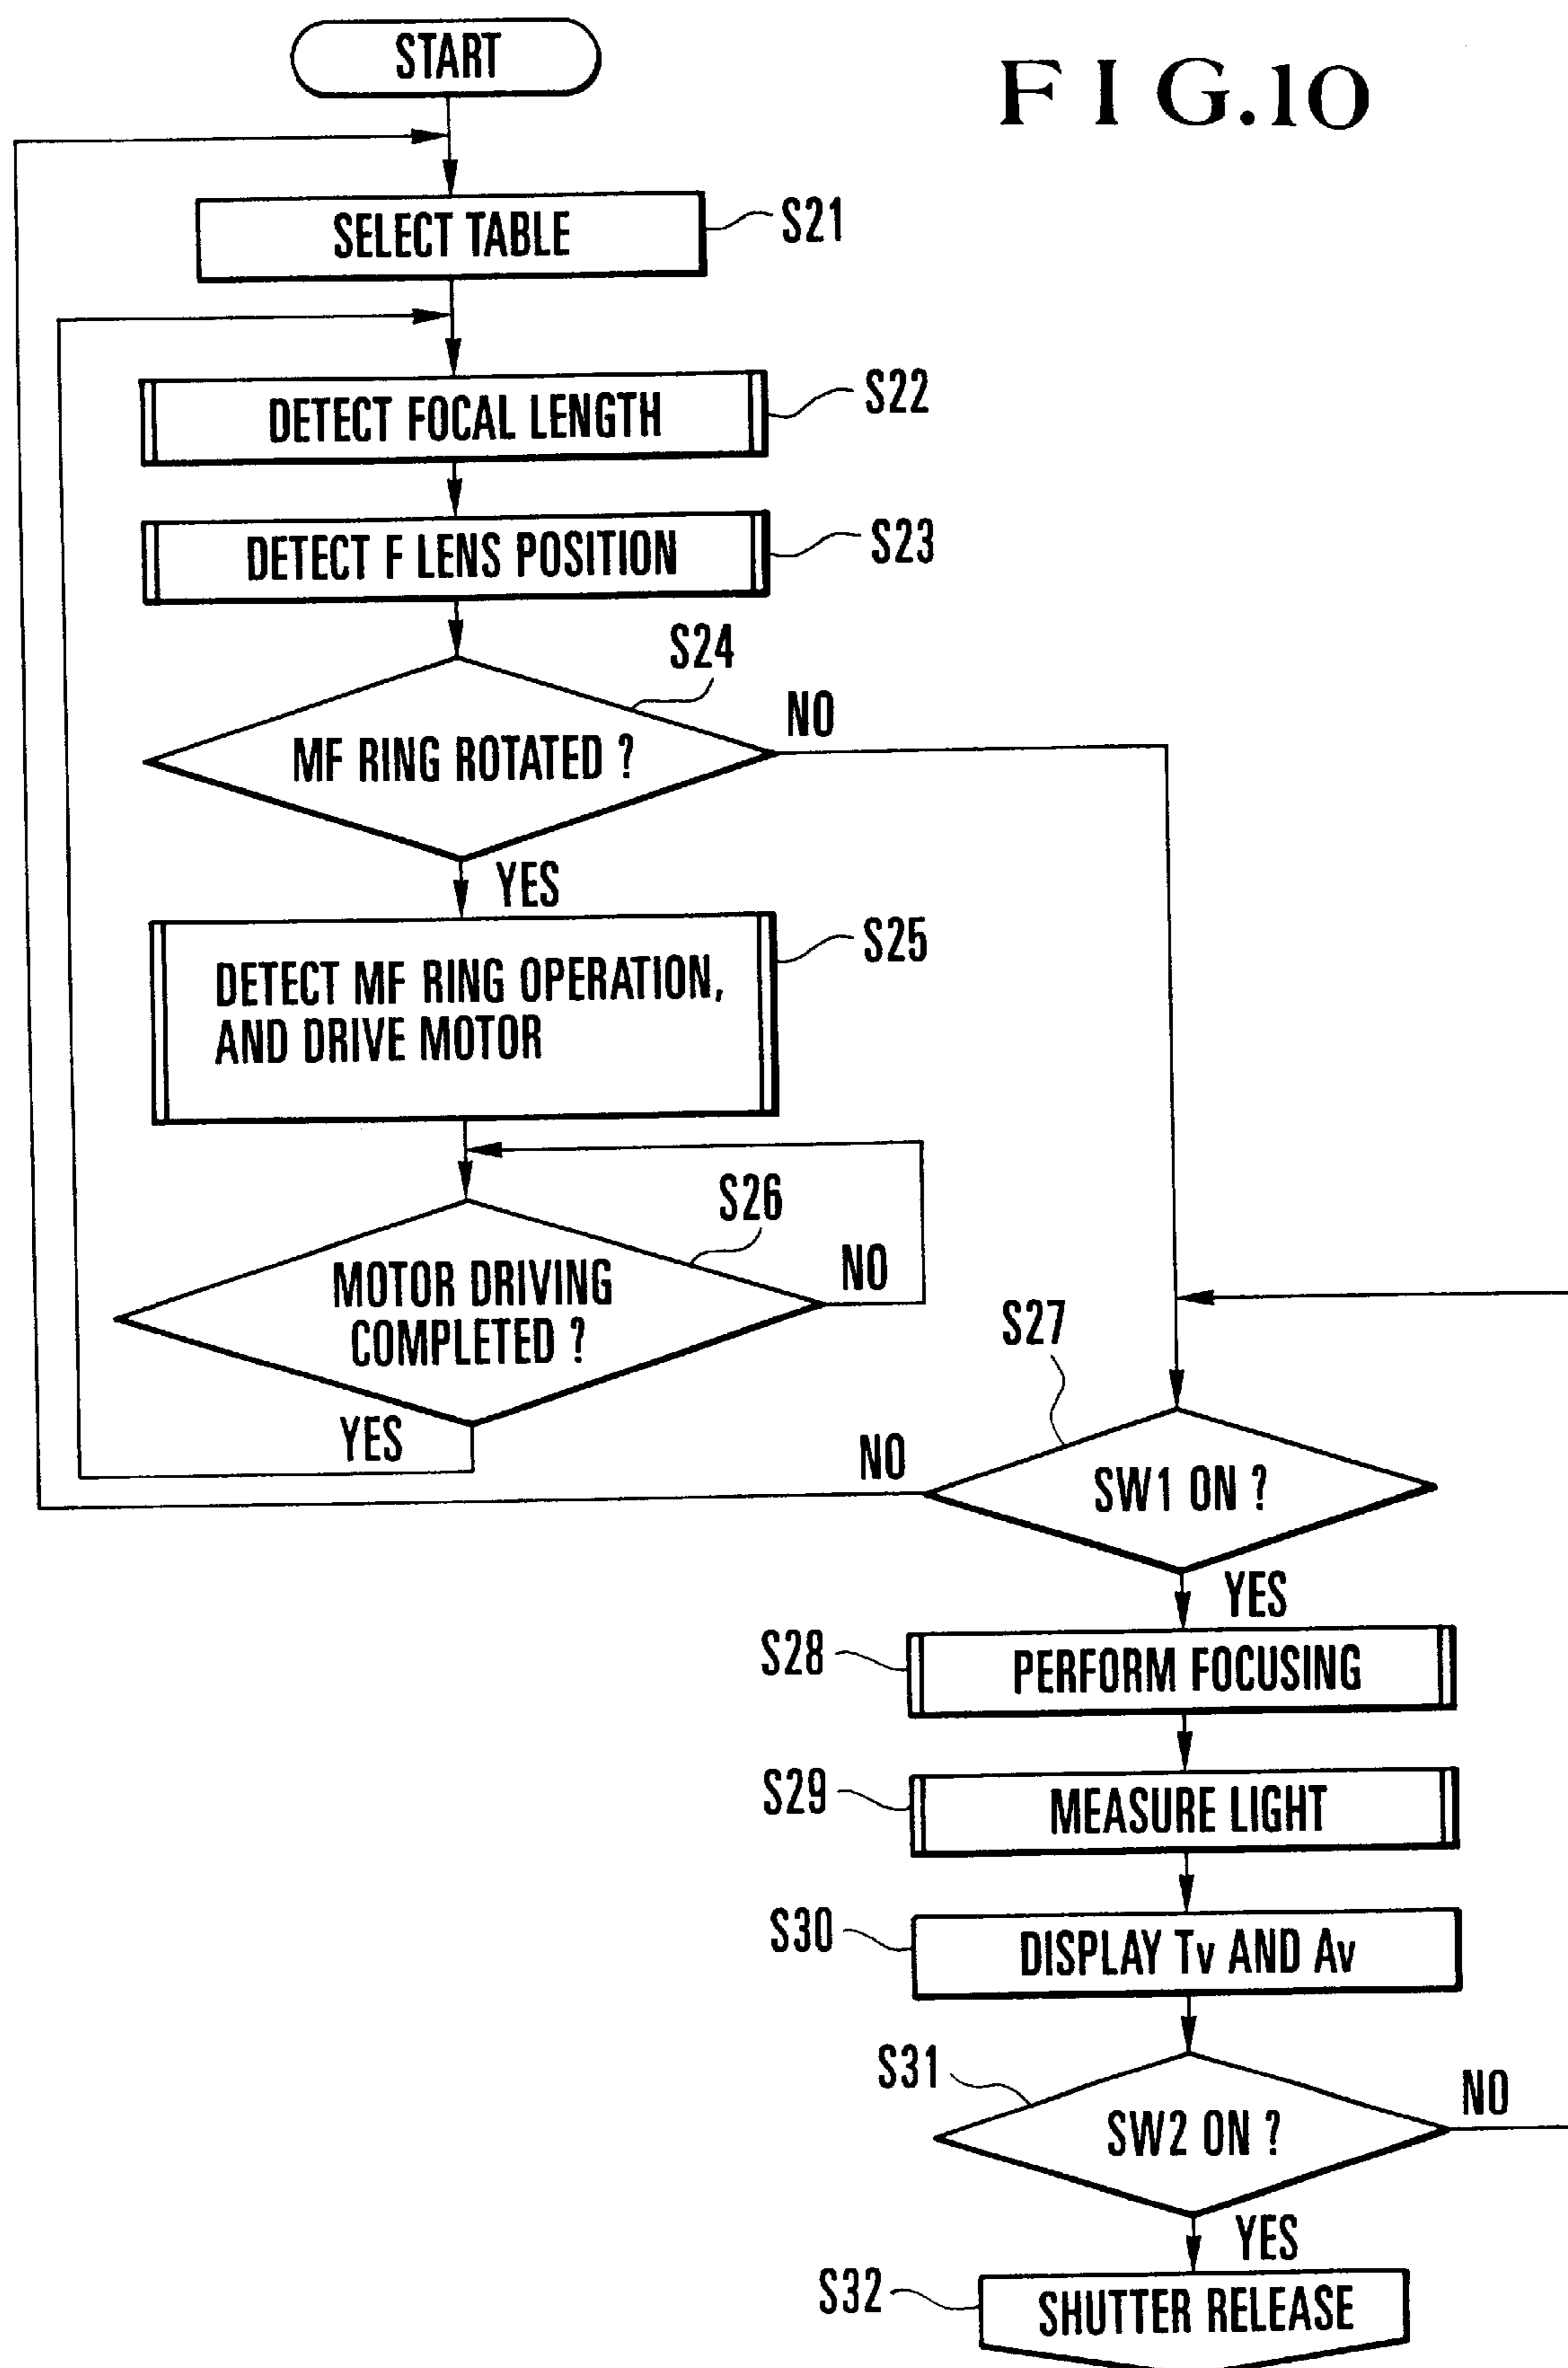 START
FIG.10
SELECT TABLE
S21
DETECT FOCAL LENGTH
S22
DETECT F LENS POSITION
S23
S24
MF RING ROTATED ?
NO
YES
S25
DETECT MF RING OPERATION,
AND DRIVE MOTOR
S26
MOTOR DRIVING
COMPLETED ?
NO
YES
S27
SW1 ON ?
NO
YES
S28
PERFORM FOCUSING
S29
MEASURE LIGHT
S30
DISPLAY Tv AND Av
S31
SW2 ON ?
NO
YES
S32
SHUTTER RELEASE